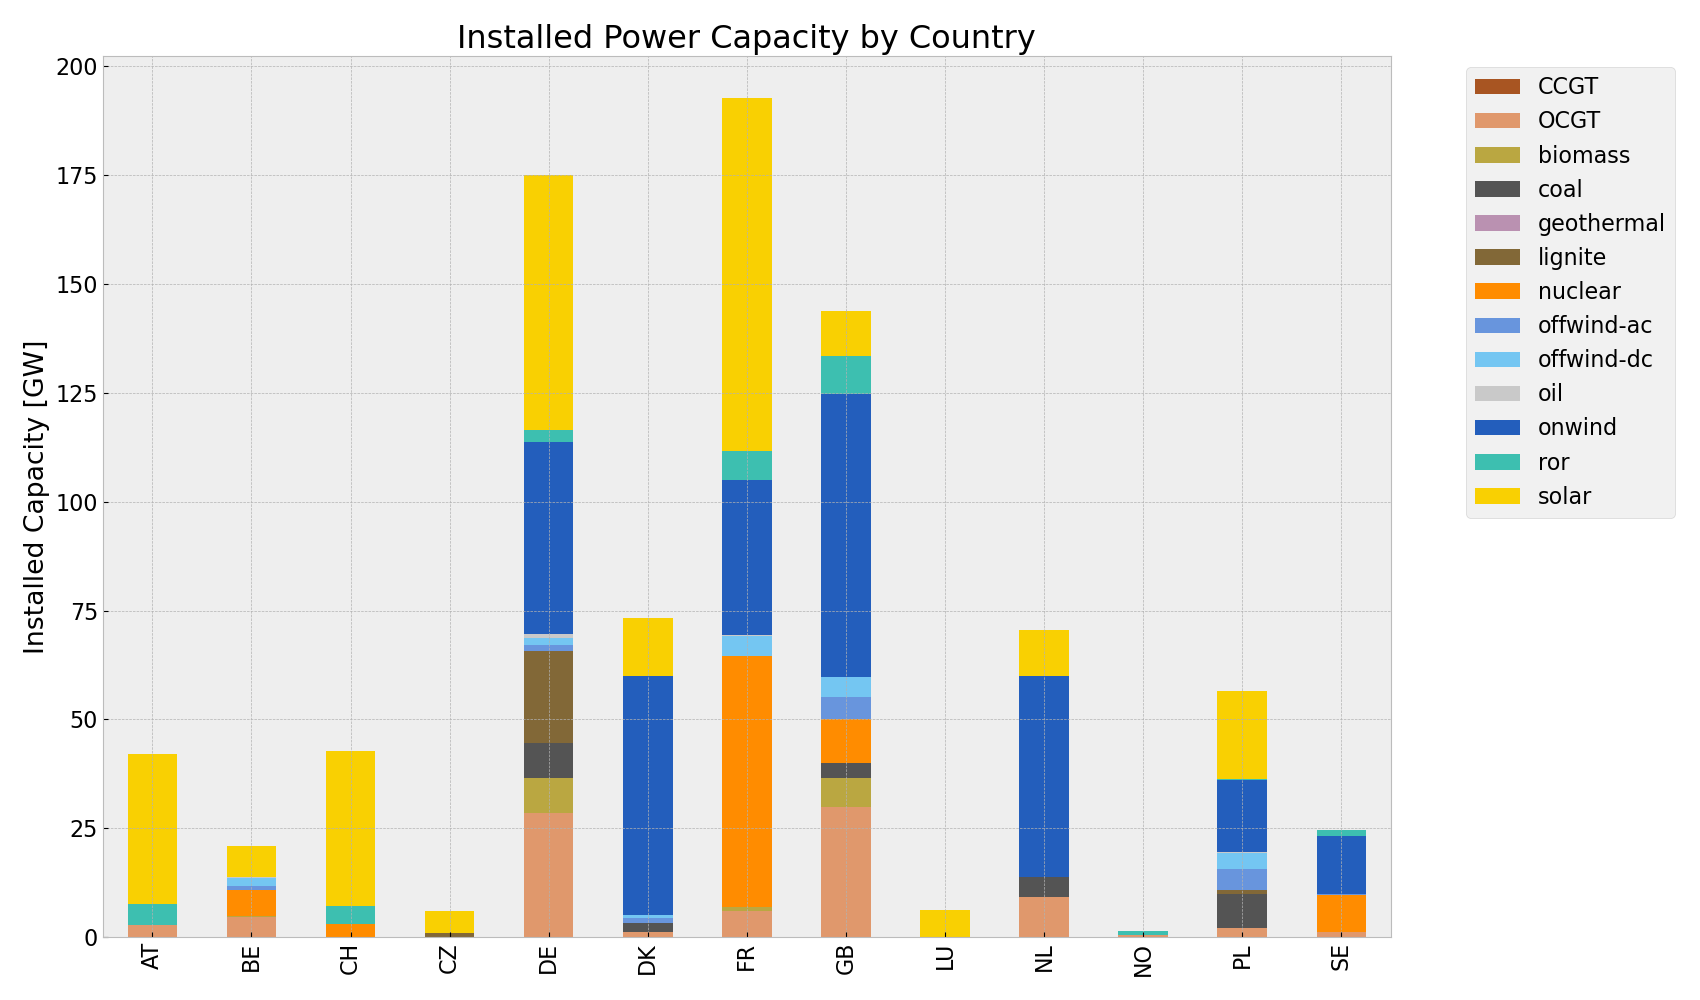 Installed Power Capacity by Country
Installed Capacity [GW]
200
175
150
125
100
75
50
25
0
AT
BE
CH
CZ
DE
DK
FR
GB
LU
NL
NO
PL
SE
CCGT
OCGT
biomass
coal
geothermal
lignite
nuclear
offwind-ac
offwind-dc
oil
onwind
ror
solar